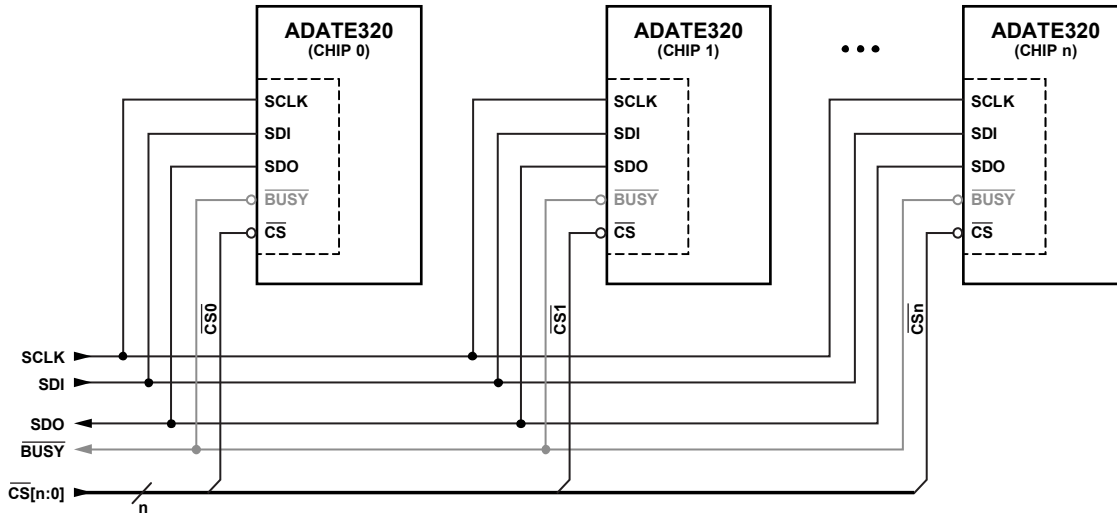 ADATE320
(CHIP 0)
SCLK
SDI
SDO
BUSY
CS
ADATE320
(CHIP 1)
SCLK
SDI
SDO
BUSY
CS
ADATE320
(CHIP n)
SCLK
SDI
SDO
BUSY
CS
CS0
CS1
CSn
SCLK
SDI
SDO
BUSY
CS[n:0]
n